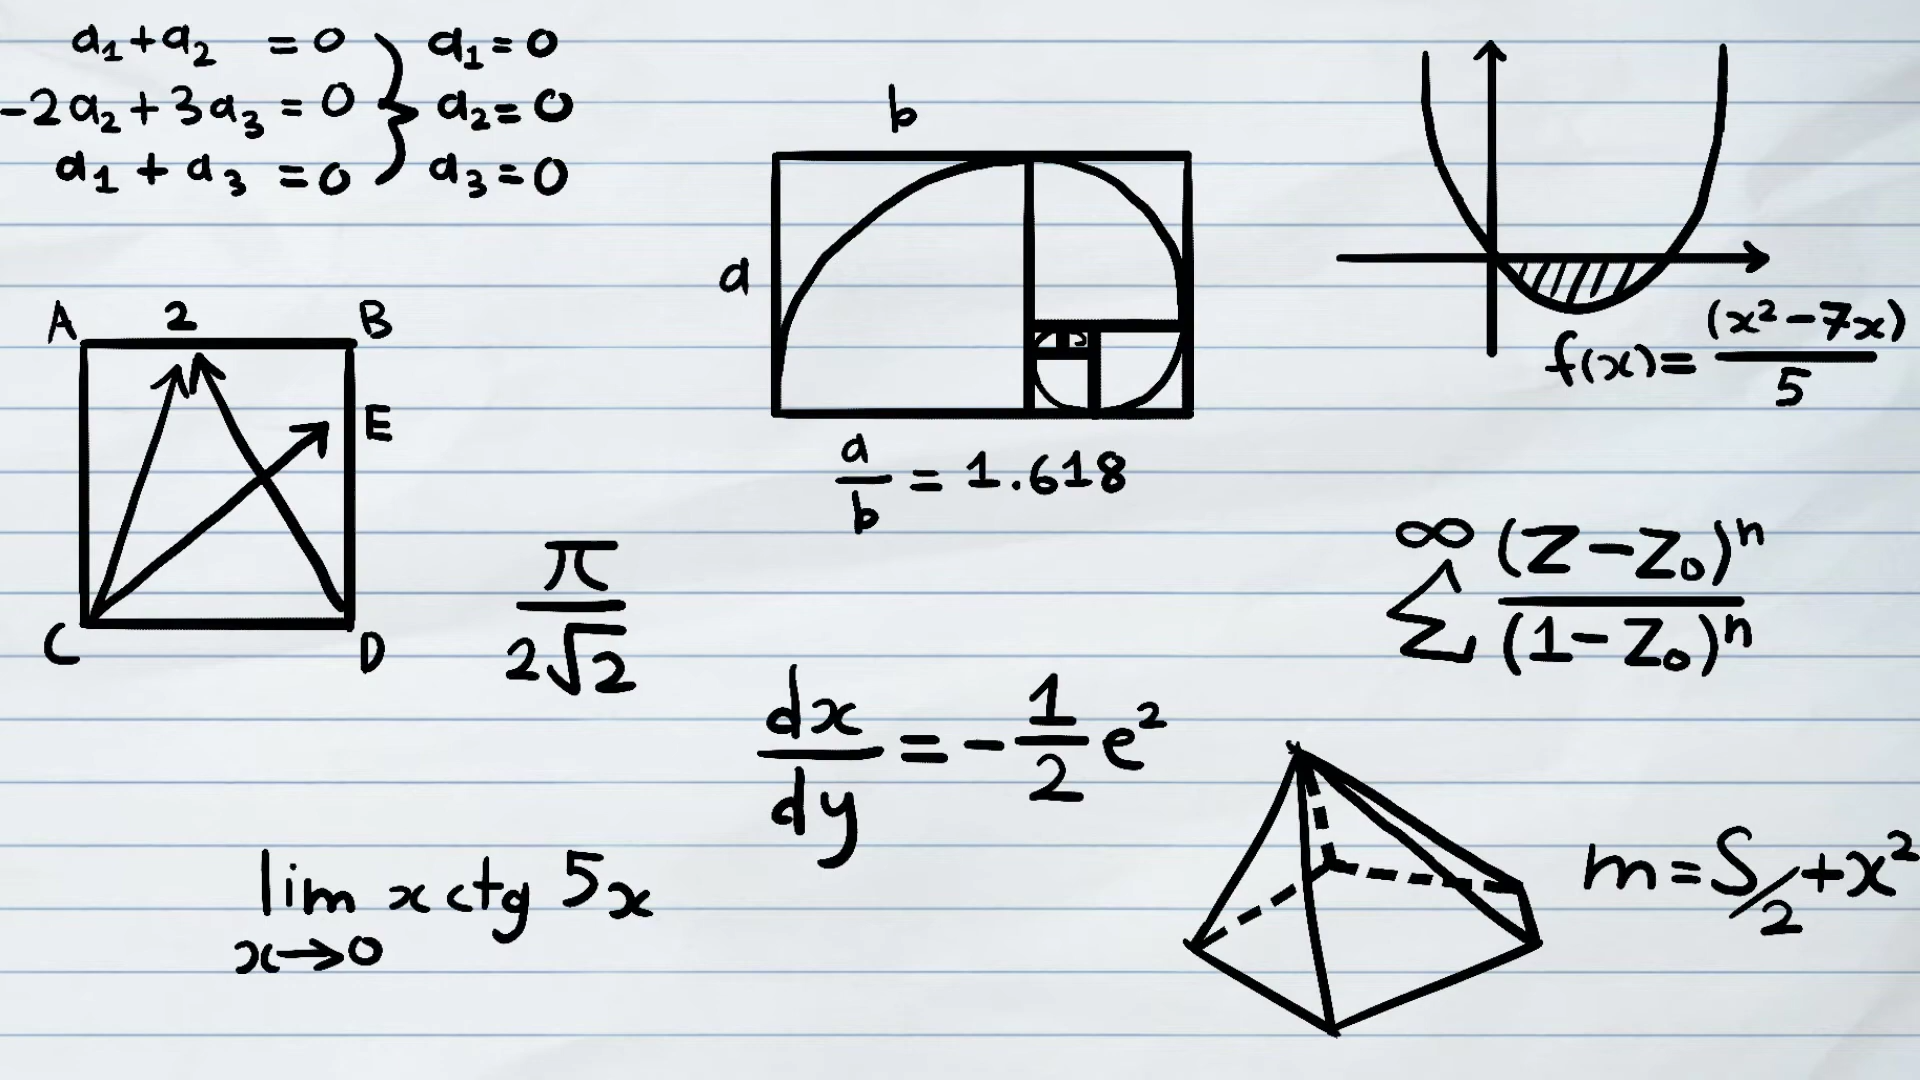 a₁+a₂ = 0 } a₁ = 0
-2a₂ + 3a₃ = 0 } a₂ = 0
a₁ + a₃ = 0 } a₃ = 0
b
a
a/b = 1.618
f(x) = (x² - 7x)/5
A 2 B
E
C D
π/2√2
∞
Σ (Z - Z₀)ⁿ/(1 - Z₀)ⁿ
dx/dy = - 1/2 e²
lim x ctg 5x
x→0
m = S/2 + x²